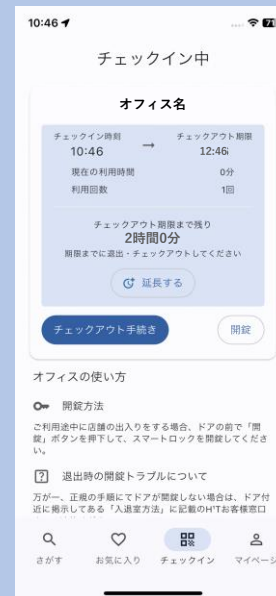 10:46
71
チェックイン中
オフィス名
チェックイン時刻 → チェックアウト期限
10:46 12:46
現在の利用時間 0分
利用回数 1回
チェックアウト期限まで残り
2時間0分
期限までに退出・チェックアウトしてください
延長する
チェックアウト手続き 開錠
オフィスの使い方
開錠方法
ご利用途中に店舗の出入りをする場合、ドアの前で「開
錠」ボタンを押下して、スマートロックを開錠してくださ
い。
退出時の開錠トラブルについて
万が一、正規の手順にてドアが開錠しない場合は、ドア付
近に掲示してある「入退室方法」に記載のH¹Tお客様窓口
さがす お気に入り チェックイン マイページ